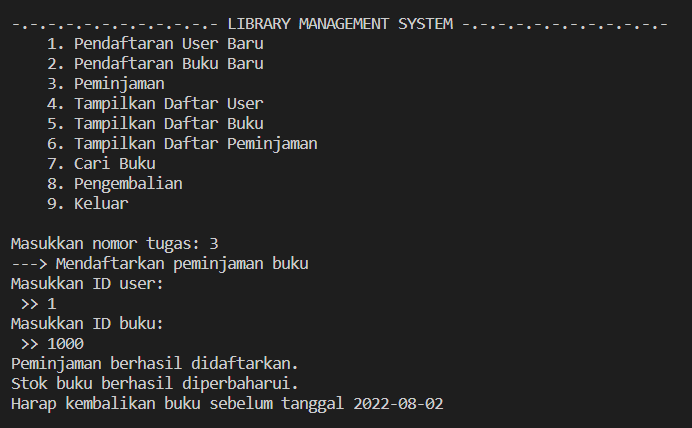 -.-.-.-.-.-.-.-.-.-.-.- LIBRARY MANAGEMENT SYSTEM -.-.-.-.-.-.-.-.-.-.-.-
1. Pendaftaran User Baru
2. Pendaftaran Buku Baru
3. Peminjaman
4. Tampilkan Daftar User
5. Tampilkan Daftar Buku
6. Tampilkan Daftar Peminjaman
7. Cari Buku
8. Pengembalian
9. Keluar
Masukkan nomor tugas: 3
---> Mendaftarkan peminjaman buku
Masukkan ID user:
>> 1
Masukkan ID buku:
>> 1000
Peminjaman berhasil didaftarkan.
Stok buku berhasil diperbaharui.
Harap kembalikan buku sebelum tanggal 2022-08-02